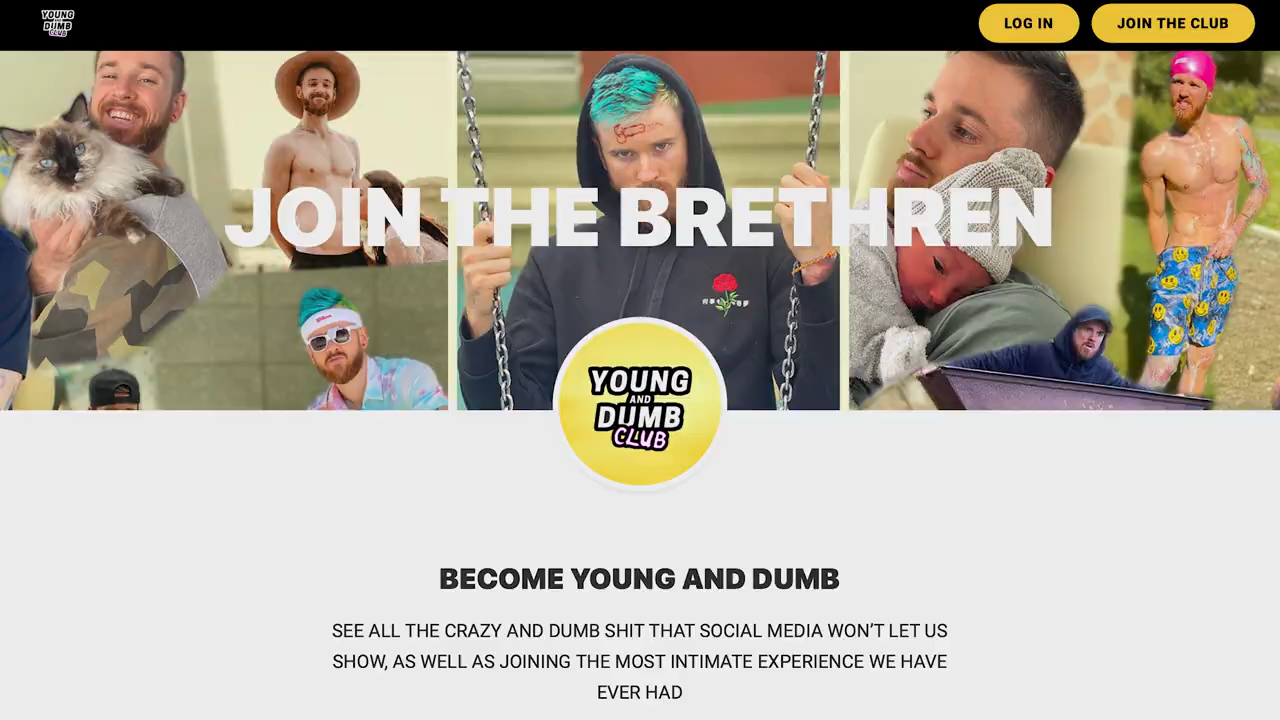 YOUNG
AND
DUMB
CLUB
LOG IN
JOIN THE CLUB
JOIN THE BRETHREN
YOUNG
AND
DUMB
CLUB
BECOME YOUNG AND DUMB
SEE ALL THE CRAZY AND DUMB SHIT THAT SOCIAL MEDIA WON’T LET US
SHOW, AS WELL AS JOINING THE MOST INTIMATE EXPERIENCE WE HAVE
EVER HAD